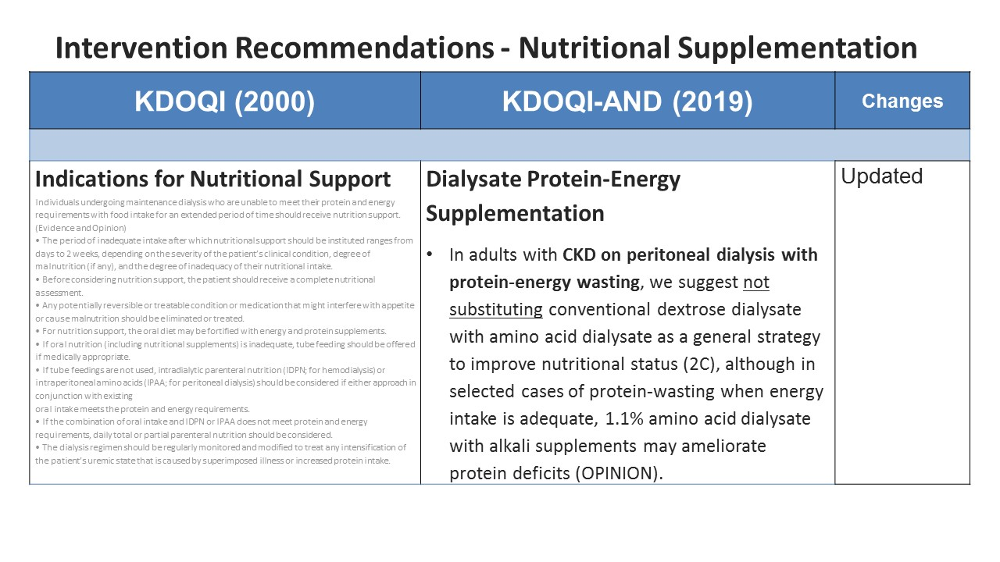 Intervention Recommendations - Nutritional Supplementation
KDOQI (2000)
KDOQI-AND (2019)
Changes
Indications for Nutritional Support
Individuals undergoing maintenance dialysis who are unable to meet their protein and energy
requirements with food intake for an extended period of time should receive nutrition support.
(Evidence and Opinion)
• The period of inadequate intake after which nutritional support should be instituted ranges from
days to 2 weeks, depending on the severity of the patient's clinical condition, degree of
malnutrition (if any), and the degree of inadequacy of their nutritional intake.
• Before considering nutrition support, the patient should receive a complete nutritional
assessment.
• Any potentially reversible or treatable condition or medication that might interfere with appetite
or cause malnutrition should be eliminated or treated.
• For nutrition support, the oral diet may be fortified with energy and protein supplements.
• If oral nutrition (including nutritional supplements) is inadequate, tube feeding should be offered
if medically appropriate.
• If tube feedings are not used, intradialytic parenteral nutrition (IDPN; for hemodialysis) or
intraperitoneal amino acids (IPAA; for peritoneal dialysis) should be considered if either approach in
conjunction with existing
oral intake meets the protein and energy requirements.
• If the combination of oral intake and IDPN or IPAA does not meet protein and energy
requirements, daily total or partial parenteral nutrition should be considered.
• The dialysis regimen should be regularly monitored and modified to treat any intensification of
the patient's uremic state that is caused by superimposed illness or increased protein intake.
Dialysate Protein-Energy
Supplementation
• In adults with CKD on peritoneal dialysis with
protein-energy wasting, we suggest not
substituting conventional dextrose dialysate
with amino acid dialysate as a general strategy
to improve nutritional status (2C), although in
selected cases of protein-wasting when energy
intake is adequate, 1.1% amino acid dialysate
with alkali supplements may ameliorate
protein deficits (OPINION).
Updated